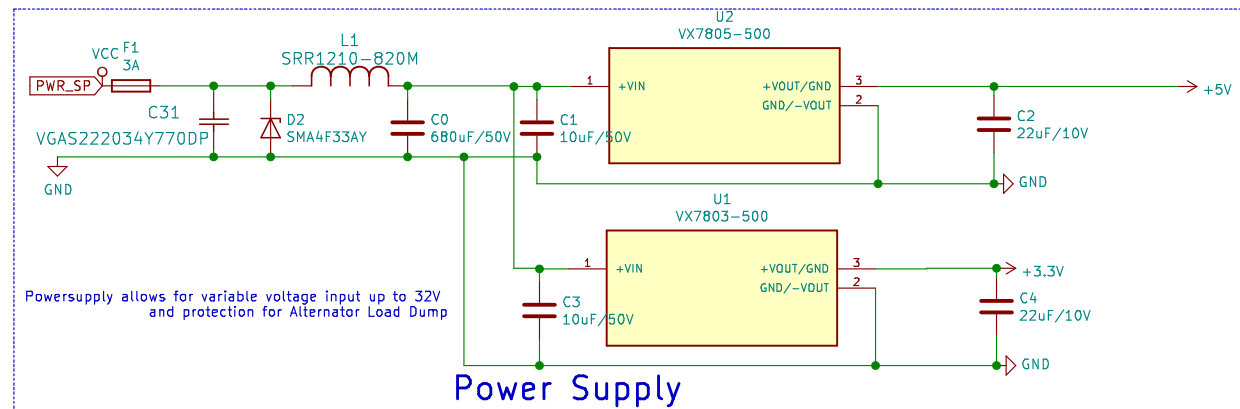 U2
VX7805-500
VCC
F1
3A
PWR_SP
L1
SRR1210-820M
1
+VIN
+VOUT/GND
3
GND/-VOUT
2
+5V
C31
VGAS222034Y770DP
D2
SMA4F33AY
C0
680uF/50V
C1
10uF/50V
C2
22uF/10V
GND
GND
U1
VX7803-500
1
+VIN
+VOUT/GND
3
GND/-VOUT
2
+3.3V
C3
10uF/50V
C4
22uF/10V
GND
Powersupply allows for variable voltage input up to 32V
and protection for Alternator Load Dump
Power Supply